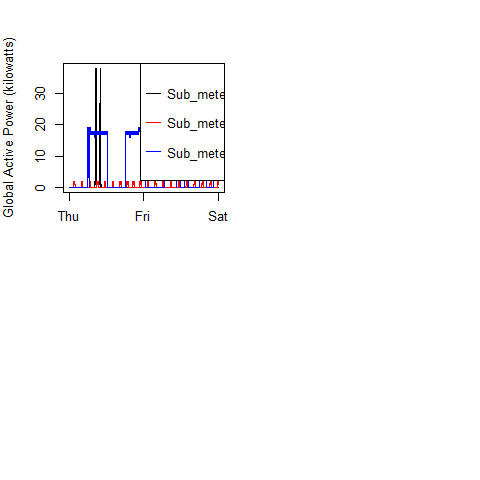 Global Active Power (kilowatts)
30
20
10
0
Sub_mete
Sub_mete
Sub_mete
Thu Fri Sat